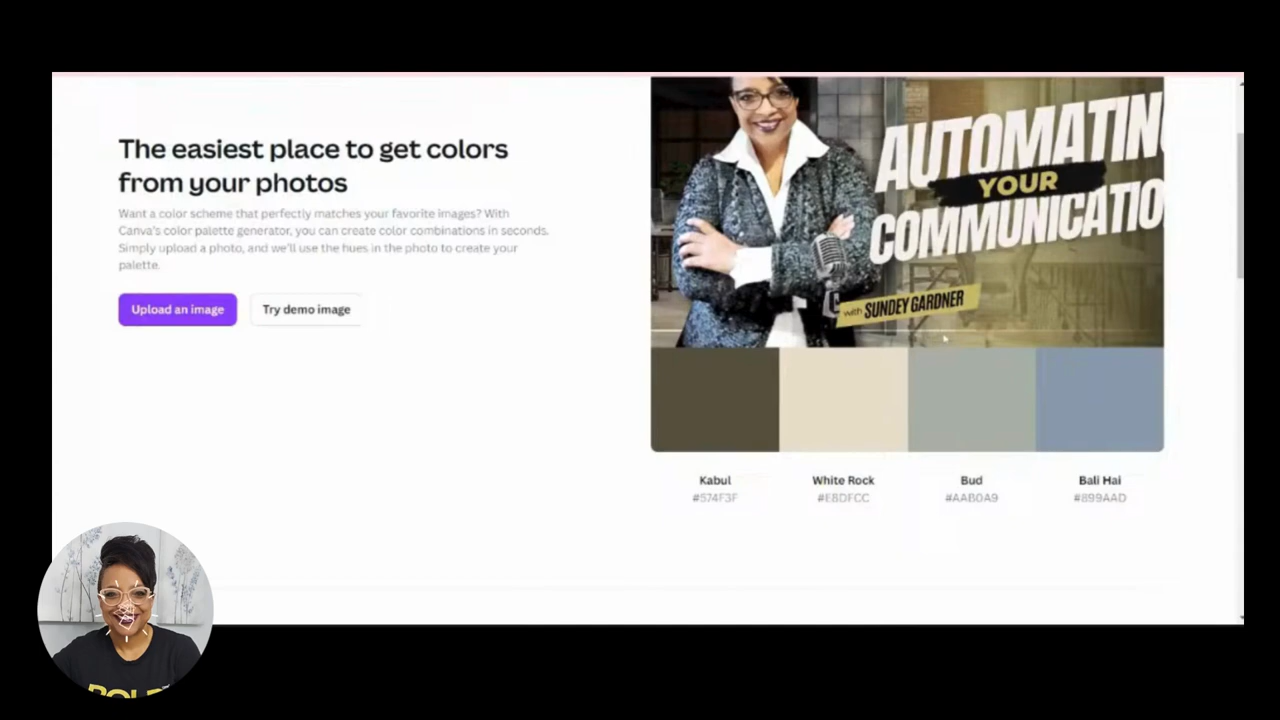 The easiest place to get colors
from your photos
Want a color scheme that perfectly matches your favorite images? With
Canva's color palette generator, you can create color combinations in seconds.
Simply upload a photo, and we'll use the hues in the photo to create your
palette.
Upload an image
Try demo image
AUTOMATIN
YOUR
COMMUNICATIO
with SUNDEY GARDNER
Kabul
White Rock
Bud
Bali Hai
#574F3F
#E8DFCC
#AAB0A9
#899AAD